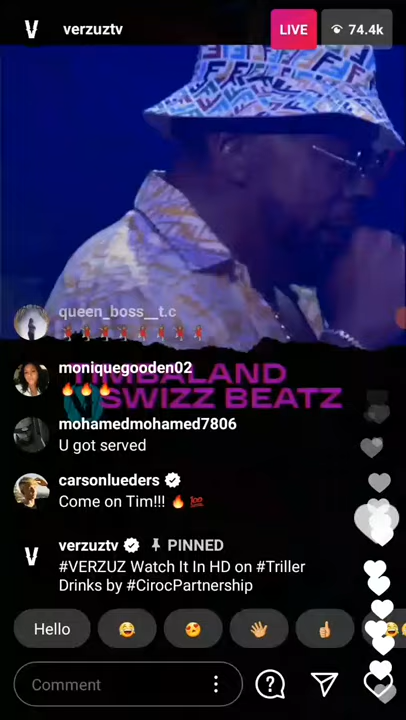 verzuztv
LIVE
74.4k
queen_boss__t.c
moniquegooden02
TIMBALAND
SWIZZ BEATZ
mohamedmohamed7806
U got served
carsonlueders
Come on Tim!!! 🔥 💯
verzuztv PINNED
#VERZUZ Watch It In HD on #Triller
Drinks by #CirocPartnership
Hello
Comment